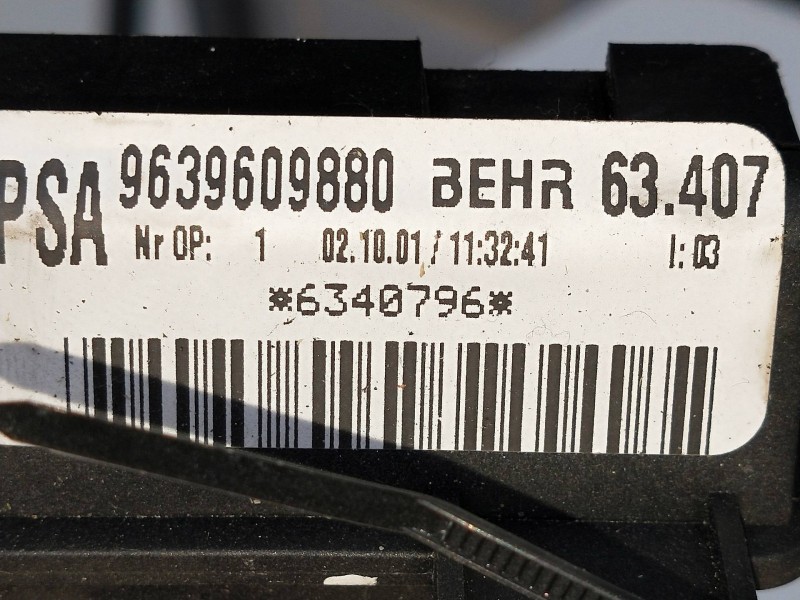 PSA 9639609880 BEHR 63.407
Nr OP: 1 02.10.01 / 11:32:41 I: 03
*6340796*